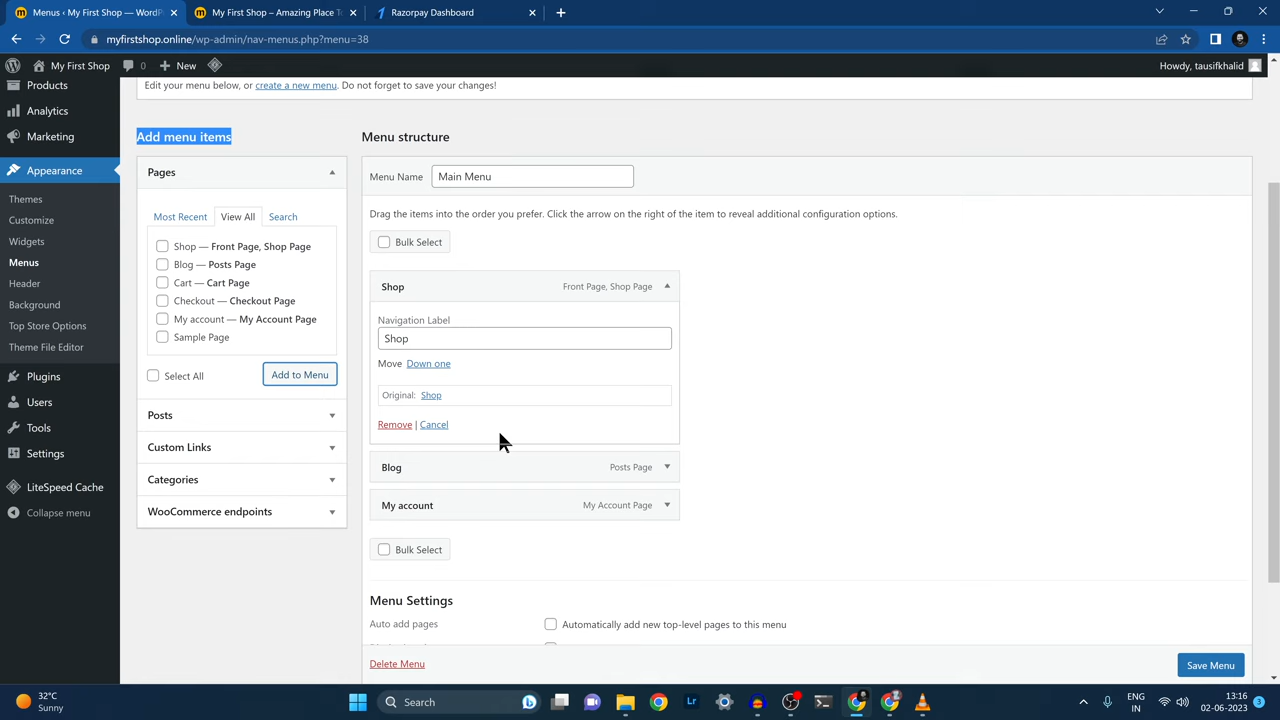 Menus ‹ My First Shop — WordP
My First Shop – Amazing Place T
Razorpay Dashboard
myfirstshop.online/wp-admin/nav-menus.php?menu=38
My First Shop
0
New
Howdy, tausifkhalid
Products
Analytics
Marketing
Appearance
Themes
Customize
Widgets
Menus
Header
Background
Top Store Options
Theme File Editor
Plugins
Users
Tools
Settings
LiteSpeed Cache
Collapse menu
Edit your menu below, or create a new menu. Do not forget to save your changes!
Add menu items
Pages
Most Recent
View All
Search
Shop — Front Page, Shop Page
Blog — Posts Page
Cart — Cart Page
Checkout — Checkout Page
My account — My Account Page
Sample Page
Select All
Add to Menu
Posts
Custom Links
Categories
WooCommerce endpoints
Menu structure
Menu Name
Main Menu
Drag the items into the order you prefer. Click the arrow on the right of the item to reveal additional configuration options.
Bulk Select
Shop
Front Page, Shop Page
Navigation Label
Shop
Move Down one
Original: Shop
Remove | Cancel
Blog
Posts Page
My account
My Account Page
Bulk Select
Menu Settings
Auto add pages
Automatically add new top-level pages to this menu
Delete Menu
Save Menu
32°C
Sunny
Search
Lr
ENG
IN
13:16
02-06-2023
3